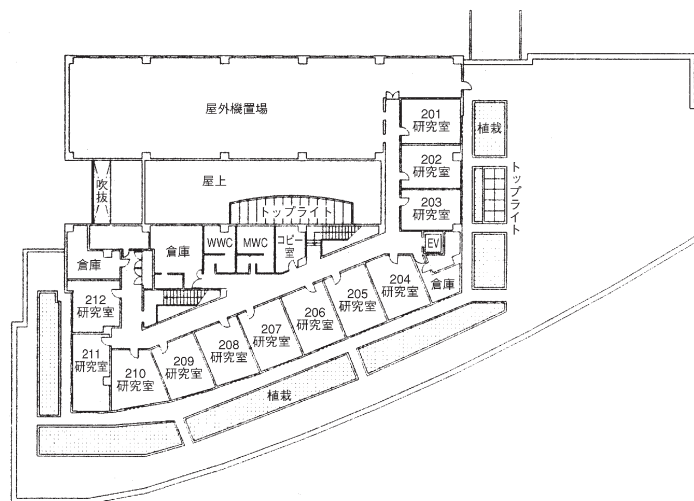 屋外機置場
201
研究室
植栽
202
研究室
吹抜
屋上
トップライト
203
研究室
トップライト
倉庫
WWC
MWC
コピー
室
EV
倉庫
倉庫
204
研究室
205
研究室
206
研究室
207
研究室
208
研究室
209
研究室
210
研究室
211
研究室
212
研究室
植栽